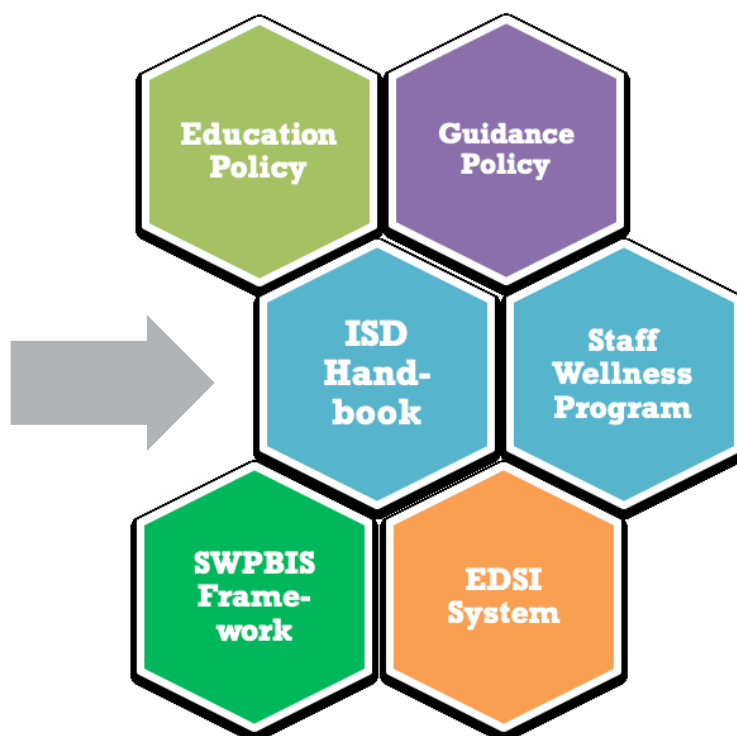 Education
Policy
Guidance
Policy
ISD
Hand-
book
Staff
Wellness
Program
SWPBIS
Frame-
work
EDSI
System